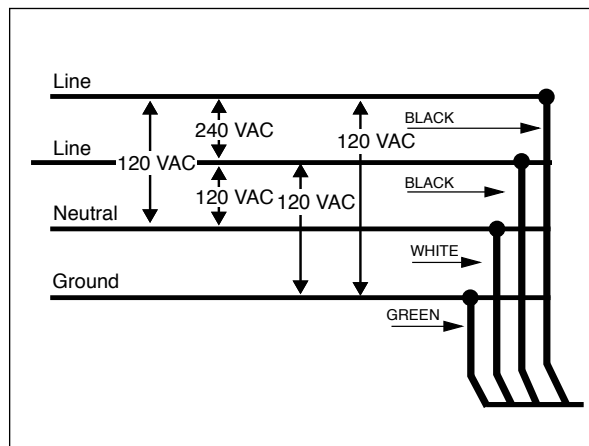 Line
BLACK
240 VAC
120 VAC
Line
120 VAC
BLACK
120 VAC
120 VAC
Neutral
WHITE
Ground
GREEN